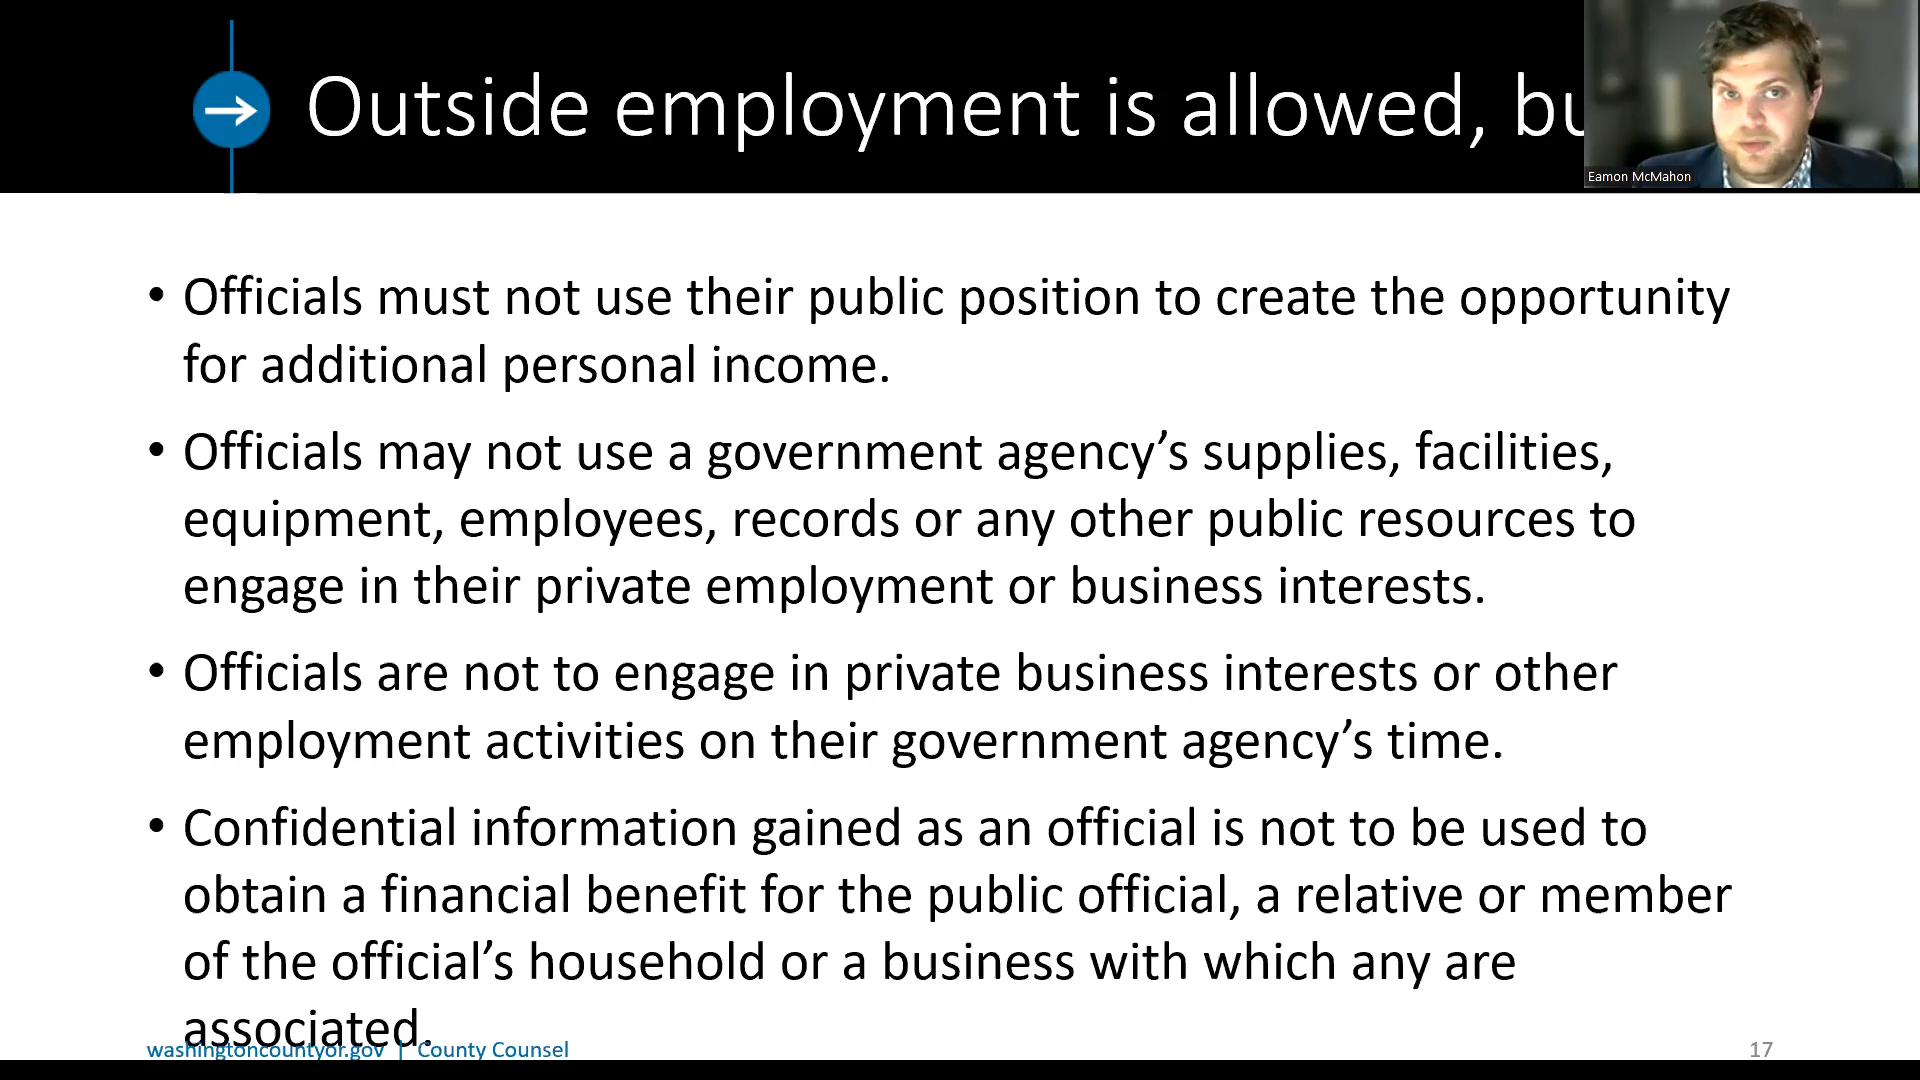 Outside employment is allowed, bu
Eamon McMahon
• Officials must not use their public position to create the opportunity
for additional personal income.
• Officials may not use a government agency’s supplies, facilities,
equipment, employees, records or any other public resources to
engage in their private employment or business interests.
• Officials are not to engage in private business interests or other
employment activities on their government agency’s time.
• Confidential information gained as an official is not to be used to
obtain a financial benefit for the public official, a relative or member
of the official’s household or a business with which any are
associated.
washingtoncountyor.gov | County Counsel
17